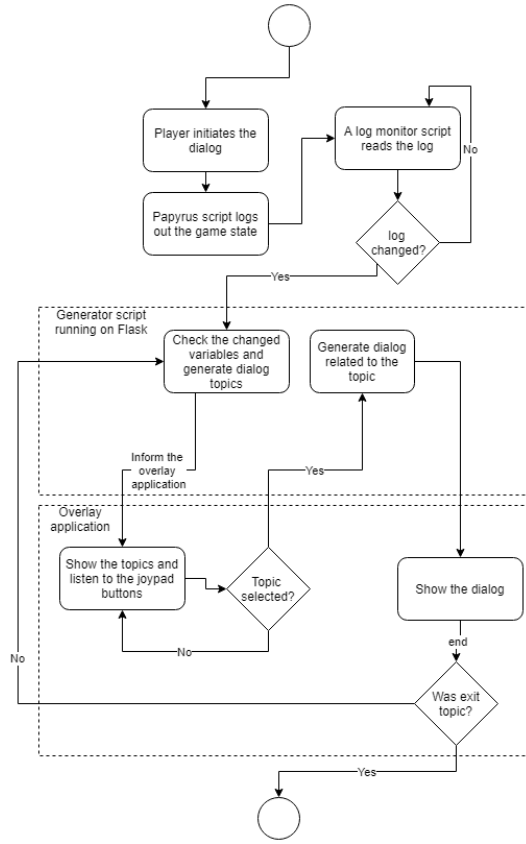 Player initiates the
dialog
A log monitor script
reads the log
No
Papyrus script logs
out the game state
log
changed?
Yes
Generator script
running on Flask
Check the changed
variables and
generate dialog
topics
Generate dialog
related to the
topic
Inform the
overlay
application
Yes
Overlay
application
Show the topics and
listen to the joypad
buttons
Topic
selected?
Show the dialog
No
end
No
Was exit
topic?
Yes